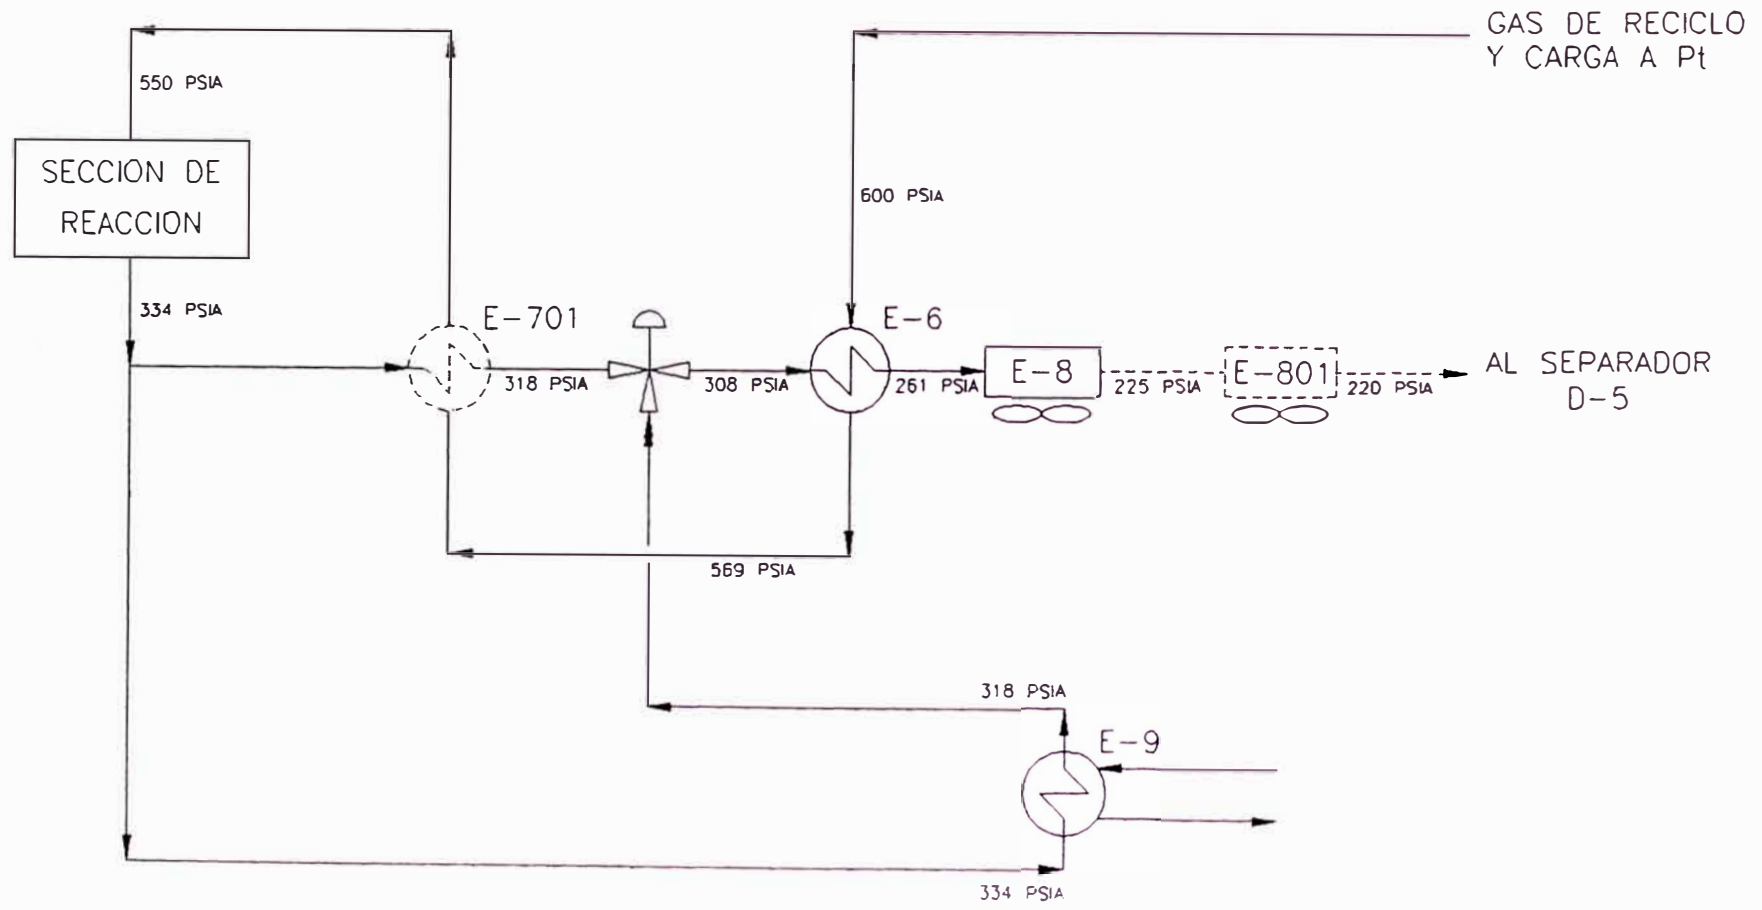 GAS DE RECICLO
Y CARGA A Pt
550 PSIA
SECCION DE
REACCION
600 PSIA
334 PSIA
E-701
E-6
318 PSIA
308 PSIA
261 PSIA
E-8
225 PSIA
E-801
220 PSIA
AL SEPARADOR
D-5
569 PSIA
318 PSIA
E-9
334 PSIA